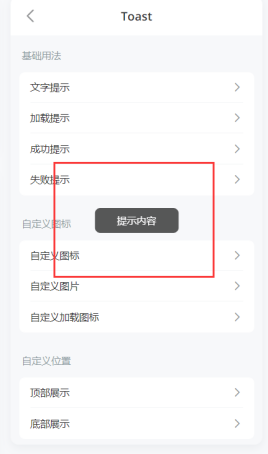 Toast
基础用法
文字提示
加载提示
成功提示
失败提示
提示内容
自定义图标
自定义图标
自定义图片
自定义加载图标
自定义位置
顶部展示
底部展示